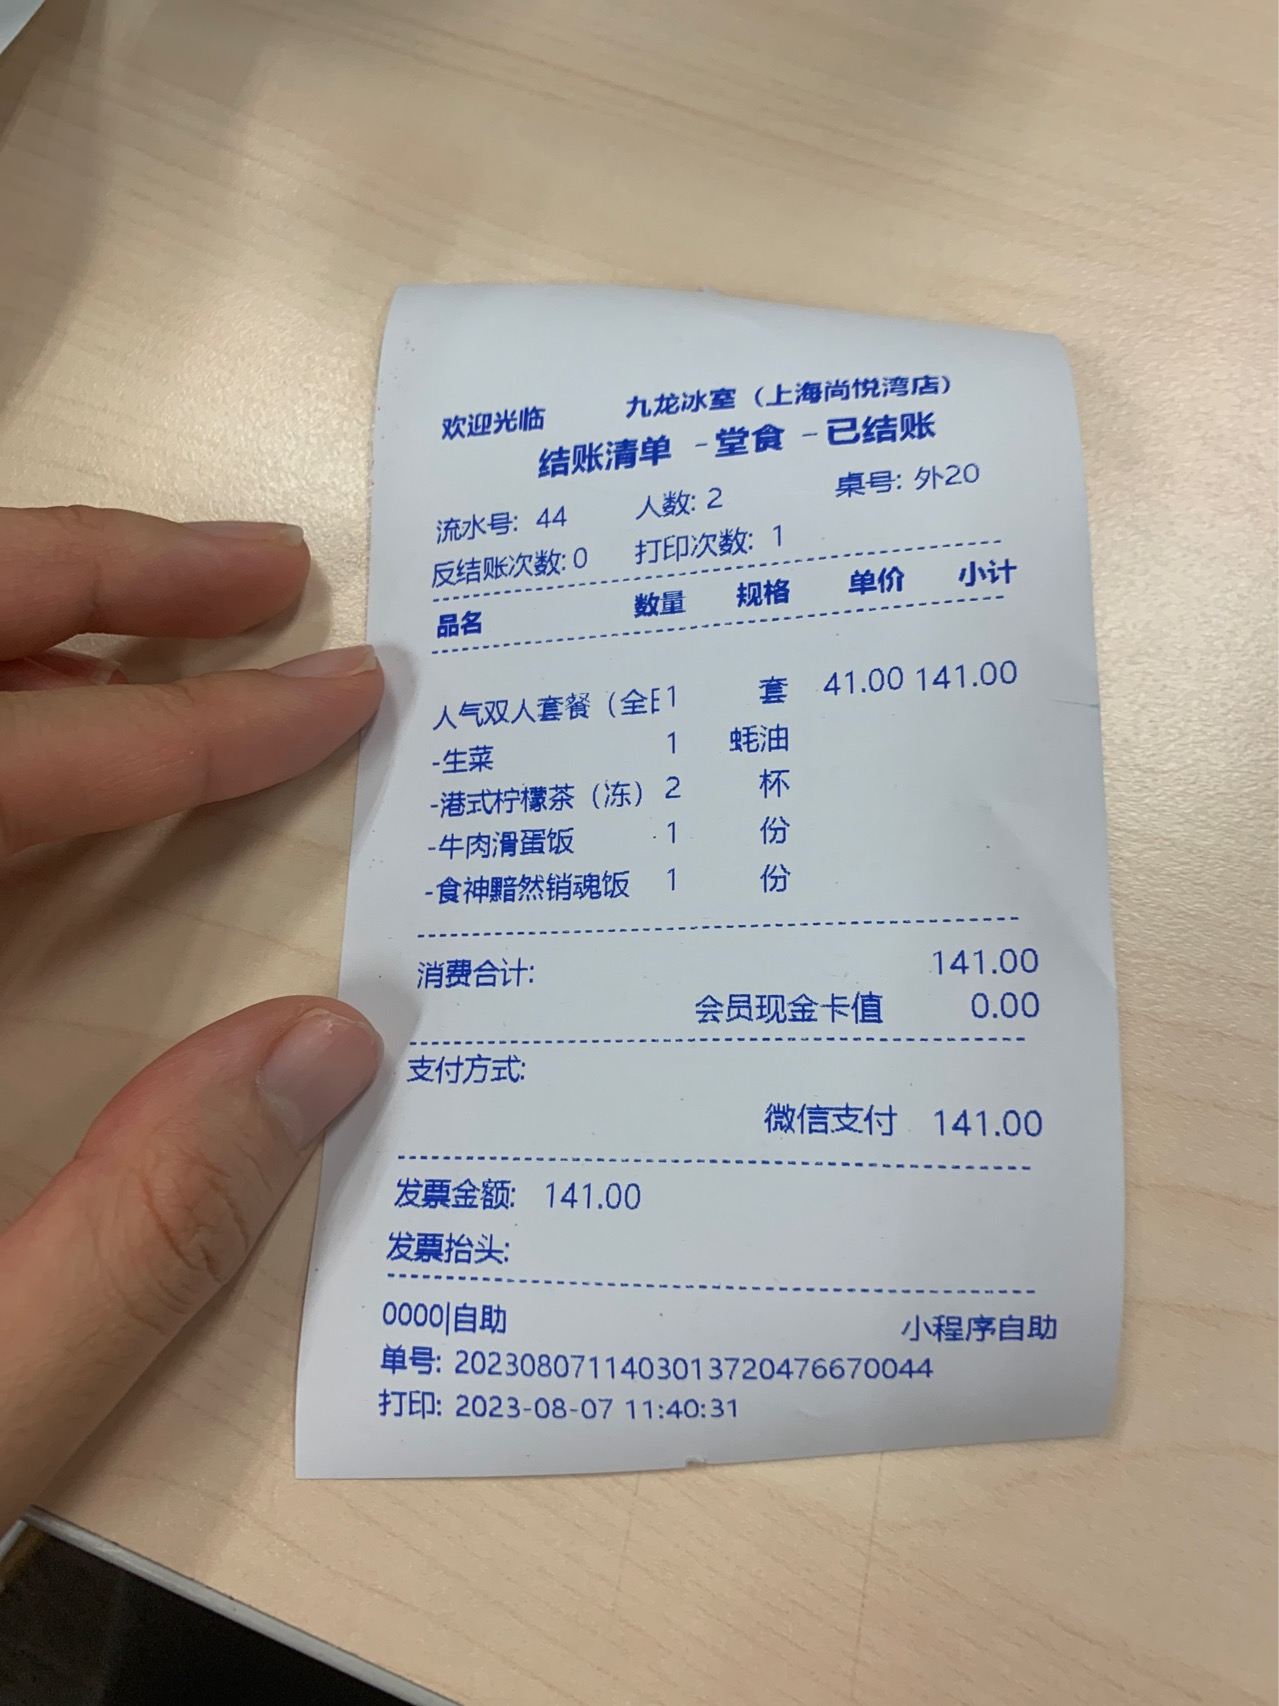 欢迎光临 九龙冰室（上海尚悦湾店）
结账清单 -堂食 -已结账
流水号: 44 人数: 2 桌号: 外20
反结账次数: 0 打印次数: 1
品名 数量 规格 单价 小计
人气双人套餐（全日 1 套 41.00 141.00
-生菜 1 蚝油
-港式柠檬茶（冻） 2 杯
-牛肉滑蛋饭 1 份
-食神黯然销魂饭 1 份
消费合计: 141.00
会员现金卡值 0.00
支付方式:
微信支付 141.00
发票金额: 141.00
发票抬头:
0000|自助 小程序自助
单号: 2023080711403013720476670044
打印: 2023-08-07 11:40:31